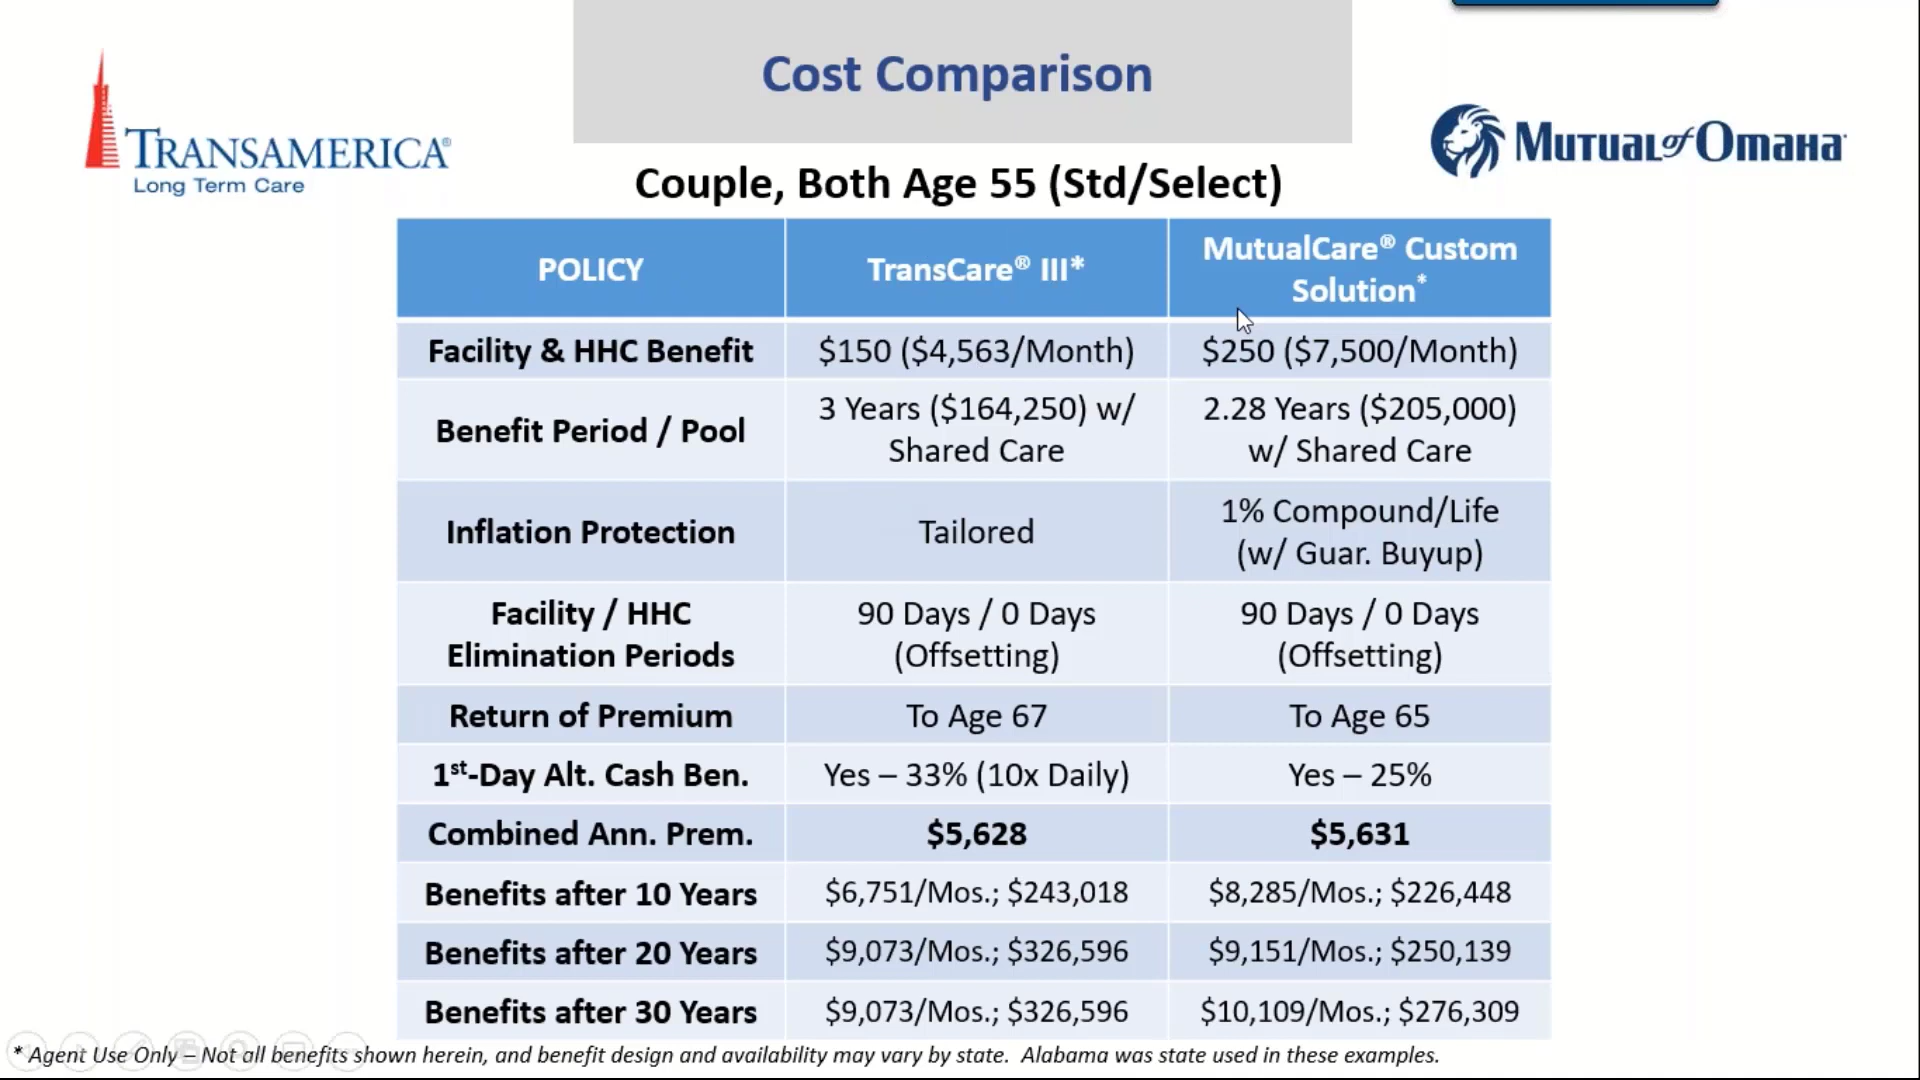 Cost Comparison
TRANSAMERICA®
Long Term Care
Mutual of Omaha
Couple, Both Age 55 (Std/Select)
POLICY
TransCare® III*
MutualCare® Custom
Solution*
Facility & HHC Benefit
$150 ($4,563/Month)
$250 ($7,500/Month)
Benefit Period / Pool
3 Years ($164,250) w/
Shared Care
2.28 Years ($205,000)
w/ Shared Care
Inflation Protection
Tailored
1% Compound/Life
(w/ Guar. Buyup)
Facility / HHC
Elimination Periods
90 Days / 0 Days
(Offsetting)
90 Days / 0 Days
(Offsetting)
Return of Premium
To Age 67
To Age 65
1st-Day Alt. Cash Ben.
Yes – 33% (10x Daily)
Yes – 25%
Combined Ann. Prem.
$5,628
$5,631
Benefits after 10 Years
$6,751/Mos.; $243,018
$8,285/Mos.; $226,448
Benefits after 20 Years
$9,073/Mos.; $326,596
$9,151/Mos.; $250,139
Benefits after 30 Years
$9,073/Mos.; $326,596
$10,109/Mos.; $276,309
* Agent Use Only – Not all benefits shown herein, and benefit design and availability may vary by state. Alabama was state used in these examples.